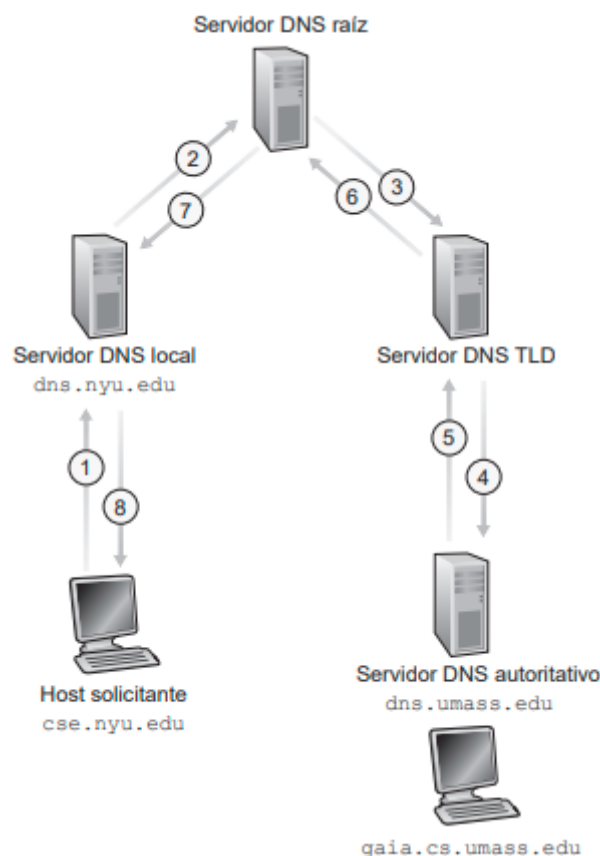 Servidor DNS raíz
2
3
7
6
Servidor DNS local
dns.nyu.edu
Servidor DNS TLD
1
8
5
4
Host solicitante
cse.nyu.edu
Servidor DNS autoritativo
dns.umass.edu
gaia.cs.umass.edu